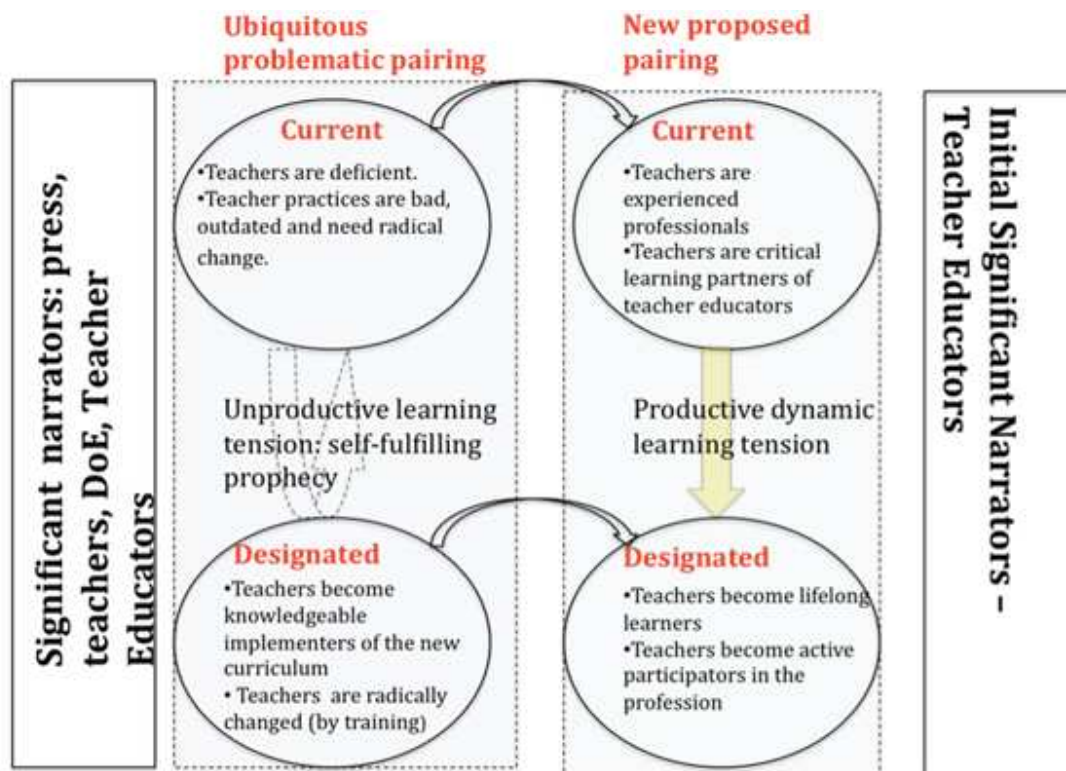 Ubiquitous
problematic pairing
New proposed
pairing
Significant narrators: press,
teachers, DoE, Teacher
Educators
Current
•Teachers are deficient.
•Teacher practices are bad,
outdated and need radical
change.
Unproductive learning
tension: self-fulfilling
prophecy
Designated
•Teachers become
knowledgeable
implementers of the new
curriculum
• Teachers are radically
changed (by training)
Current
•Teachers are
experienced
professionals
•Teachers are critical
learning partners of
teacher educators
Productive dynamic
learning tension
Designated
•Teachers become lifelong
learners
•Teachers become active
participators in the
profession
Initial Significant Narrators –
Teacher Educators